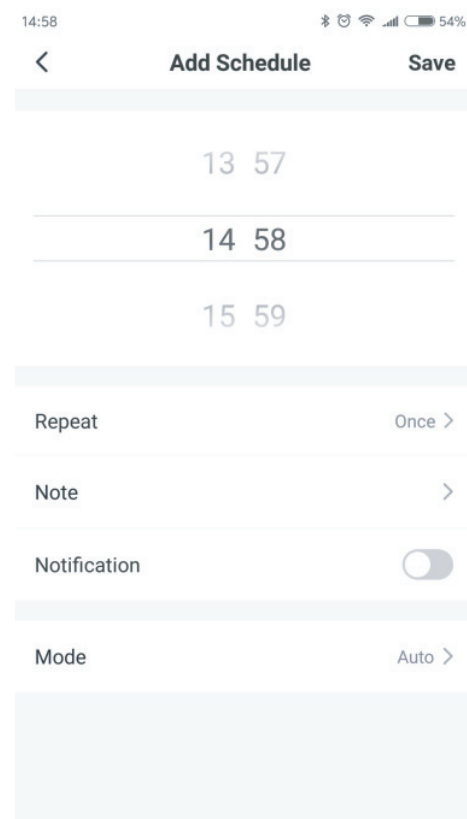 14:58 54%
Add Schedule Save
13 57
14 58
15 59
Repeat Once
Note
Notification
Mode Auto